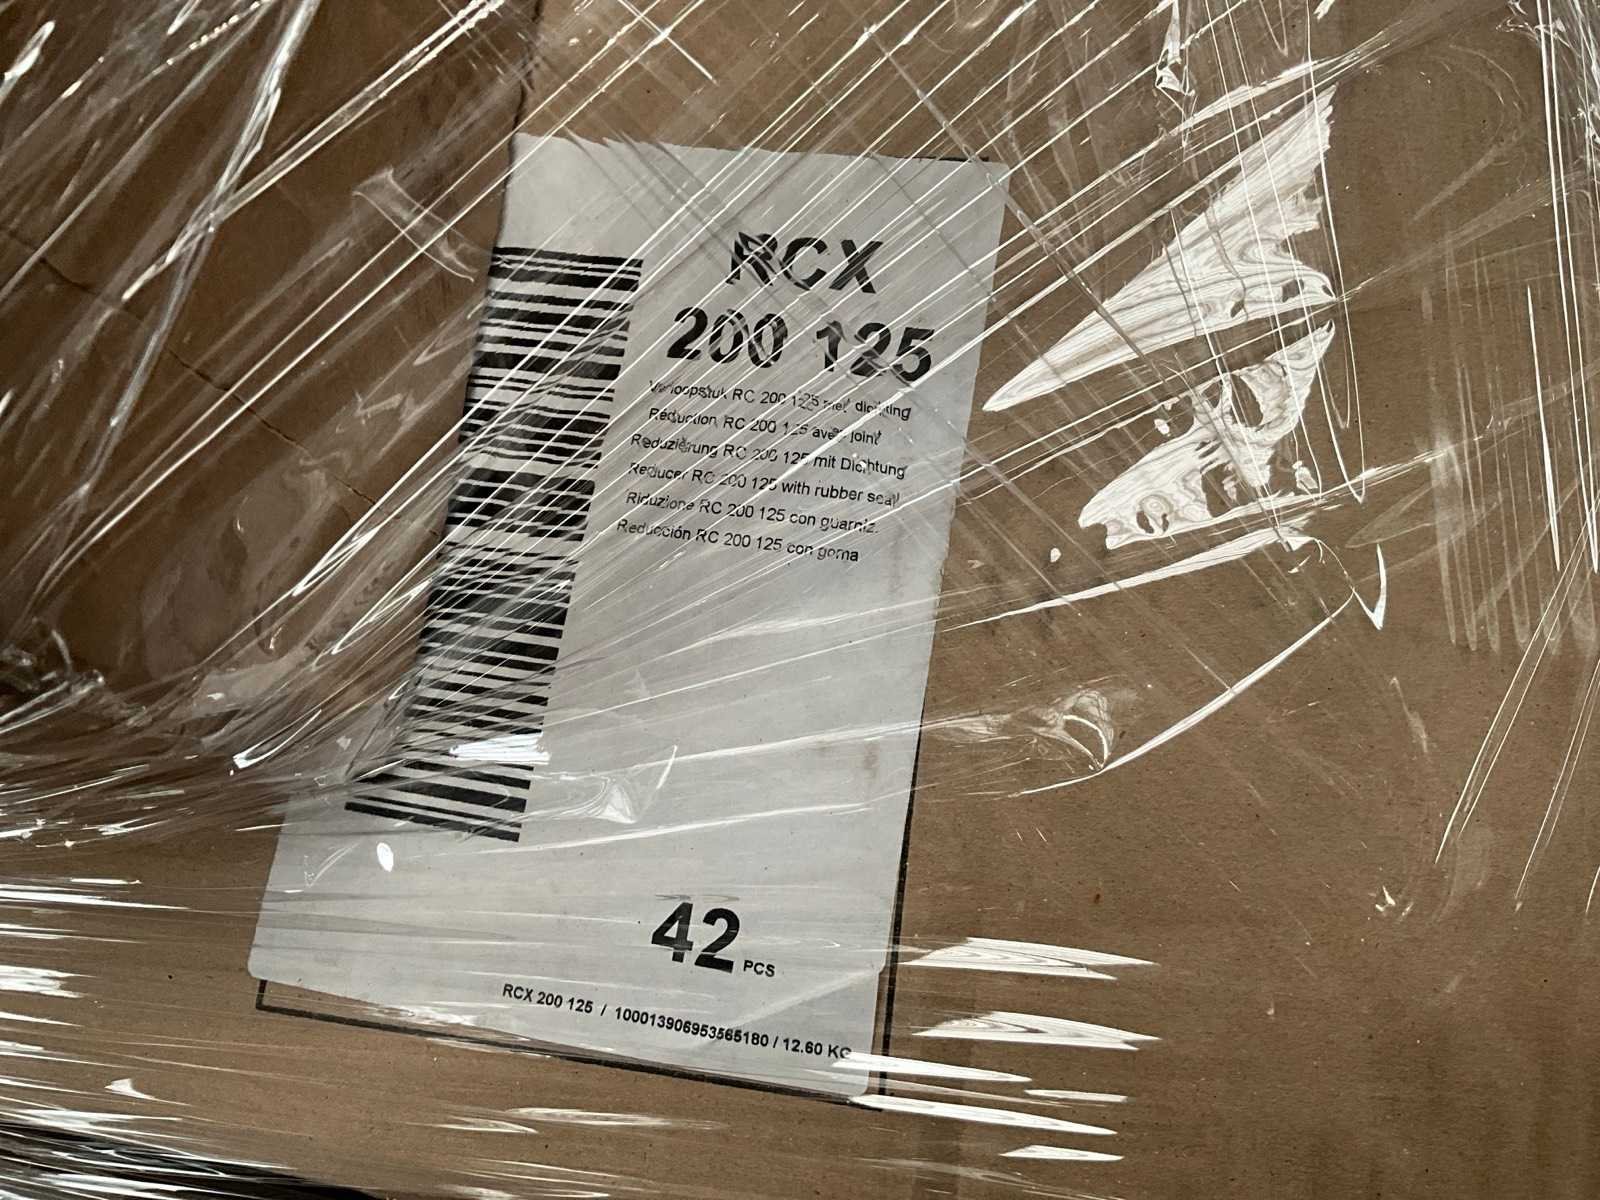 RCX
200 125
Verloopstuk RC 200 125 met dichting
Réduction RC 200 125 avec joint
Reduzierung RC 200 125 mit Dichtung
Reducer RC 200 125 with rubber seal
Riduzione RC 200 125 con guarniz.
Reducción RC 200 125 con goma
42 PCS
RCX 200 125 / 100013906953565180 / 12.60 KG